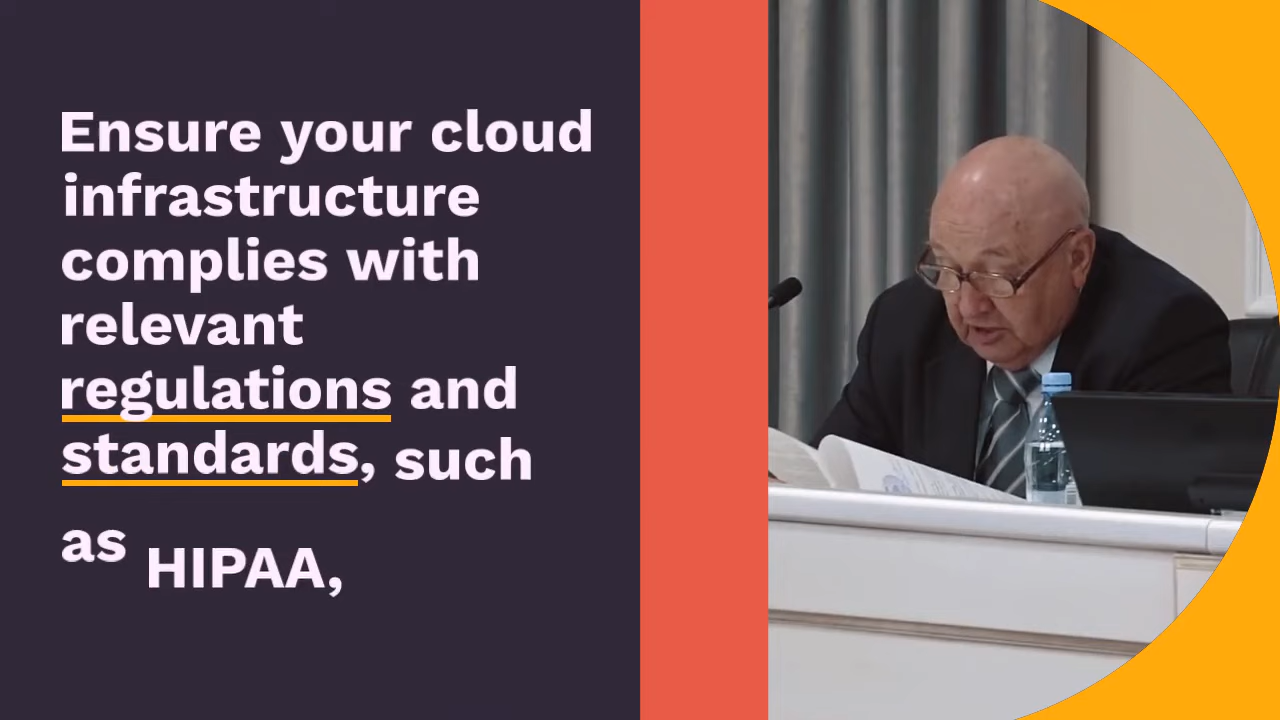 Ensure your cloud
infrastructure
complies with
relevant
regulations and
standards, such
as HIPAA,